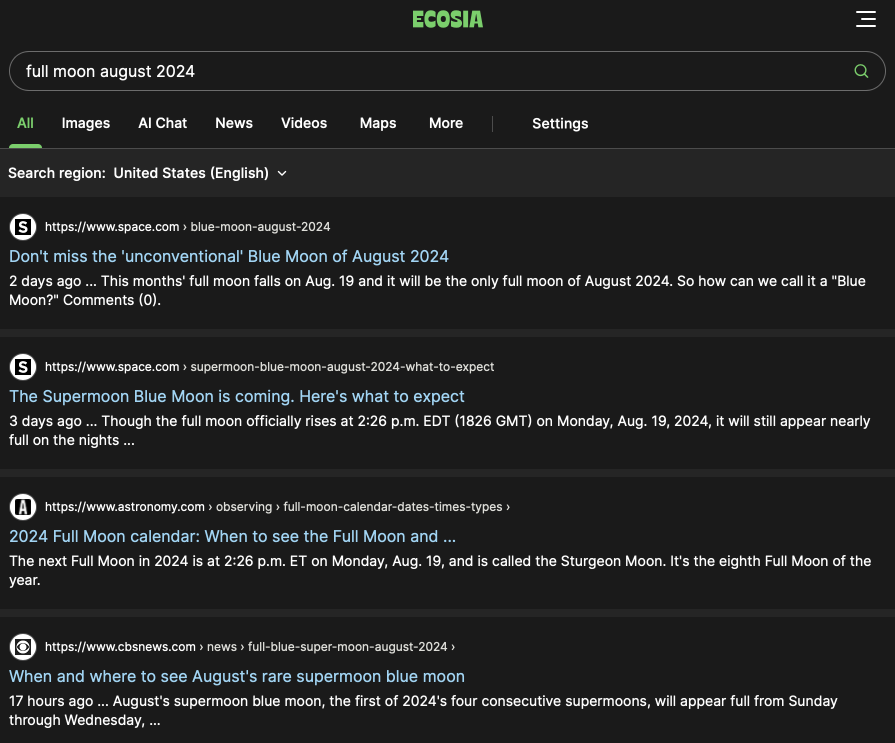 ECOSIA
full moon august 2024
All Images AI Chat News Videos Maps More Settings
Search region: United States (English)
S https://www.space.com › blue-moon-august-2024
Don't miss the 'unconventional' Blue Moon of August 2024
2 days ago ... This months' full moon falls on Aug. 19 and it will be the only full moon of August 2024. So how can we call it a "Blue
Moon?" Comments (0).
S https://www.space.com › supermoon-blue-moon-august-2024-what-to-expect
The Supermoon Blue Moon is coming. Here's what to expect
3 days ago ... Though the full moon officially rises at 2:26 p.m. EDT (1826 GMT) on Monday, Aug. 19, 2024, it will still appear nearly
full on the nights ...
A https://www.astronomy.com › observing › full-moon-calendar-dates-times-types ›
2024 Full Moon calendar: When to see the Full Moon and ...
The next Full Moon in 2024 is at 2:26 p.m. ET on Monday, Aug. 19, and is called the Sturgeon Moon. It's the eighth Full Moon of the
year.
https://www.cbsnews.com › news › full-blue-super-moon-august-2024 ›
When and where to see August's rare supermoon blue moon
17 hours ago ... August's supermoon blue moon, the first of 2024's four consecutive supermoons, will appear full from Sunday
through Wednesday, ...